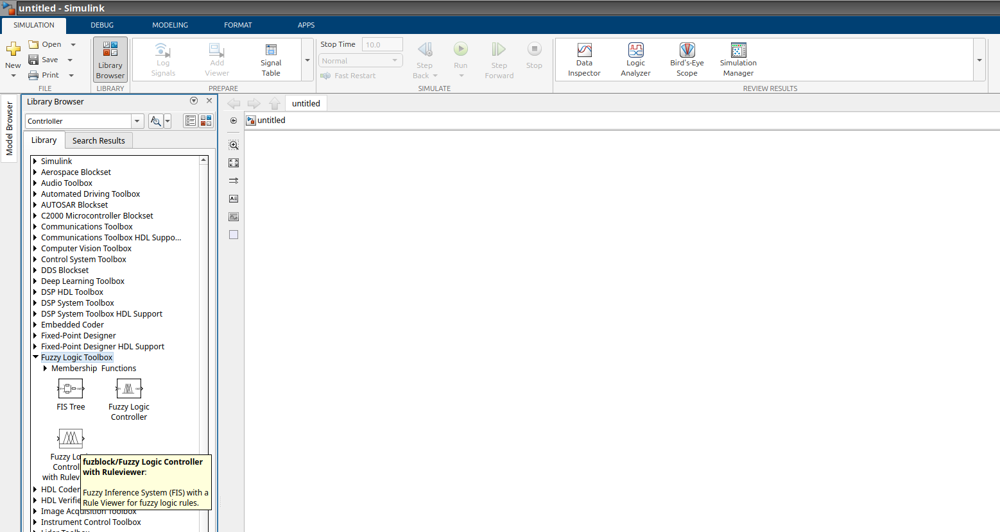 untitled - Simulink
SIMULATION DEBUG MODELING FORMAT APPS
New
Open
Save
Print
FILE
Library
Browser
LIBRARY
Log
Signals
Add
Viewer
Signal
Table
PREPARE
Stop Time 10.0
Normal
Fast Restart
Step
Back
Run
Step
Forward
Stop
SIMULATE
Data
Inspector
Logic
Analyzer
Bird's-Eye
Scope
Simulation
Manager
REVIEW RESULTS
Model Browser
Library Browser
Contrloller
Library Search Results
Simulink
Aerospace Blockset
Audio Toolbox
Automated Driving Toolbox
AUTOSAR Blockset
C2000 Microcontroller Blockset
Communications Toolbox
Communications Toolbox HDL Suppo...
Computer Vision Toolbox
Control System Toolbox
DDS Blockset
Deep Learning Toolbox
DSP HDL Toolbox
DSP System Toolbox
DSP System Toolbox HDL Support
Embedded Coder
Fixed-Point Designer
Fixed-Point Designer HDL Support
Fuzzy Logic Toolbox
Membership Functions
FIS Tree
Fuzzy Logic
Controller
Fuzzy Lo
Control
with Rulev
fuzblock/Fuzzy Logic Controller
with Ruleviewer:
Fuzzy Inference System (FIS) with a
Rule Viewer for fuzzy logic rules.
HDL Coder
HDL Verifie
Image Acquisition Toolbox
Instrument Control Toolbox
untitled
untitled